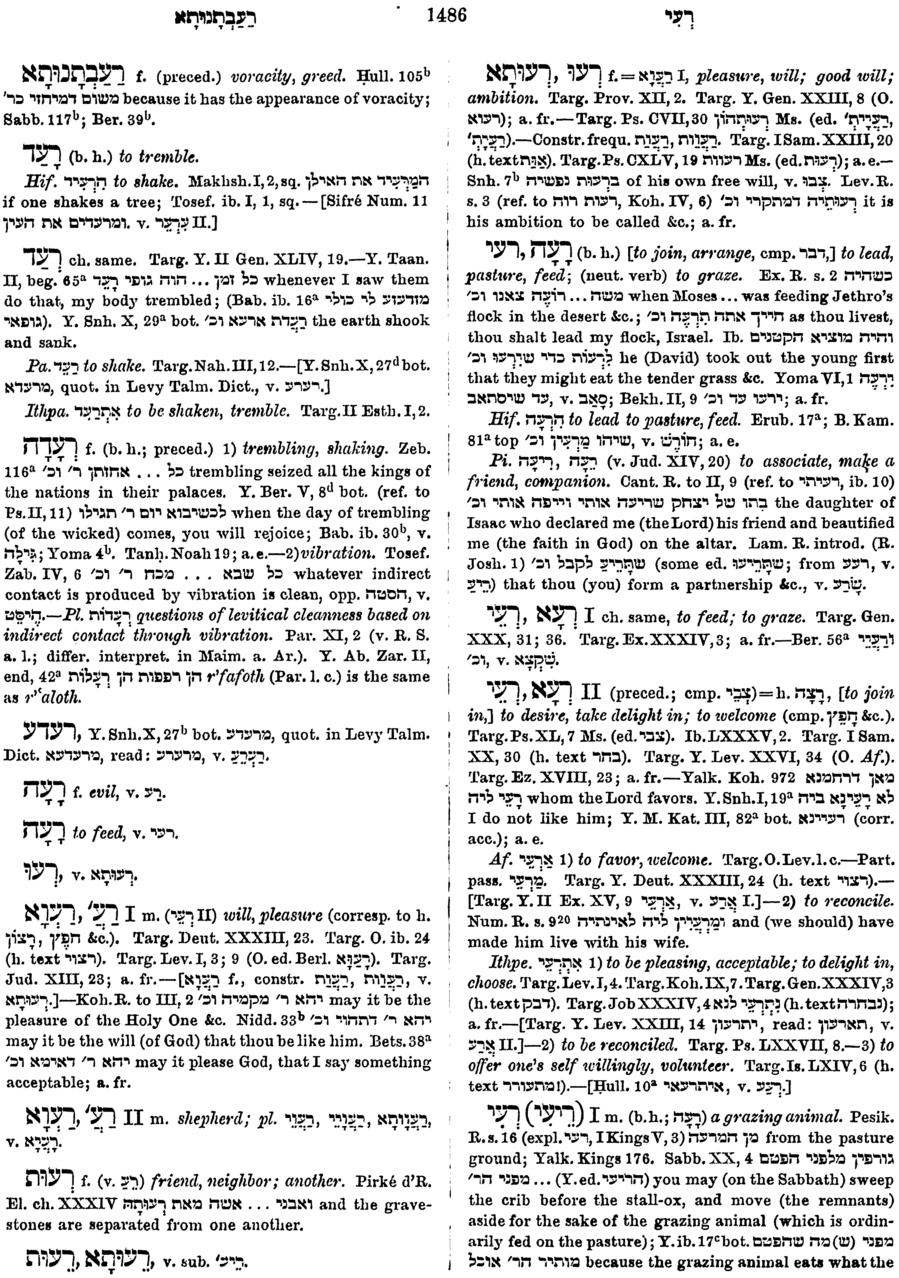 רַעַבְתָנוּתָא 1486 רְעִי
רַעַבְתָנוּתָא f. (preced.) voracity, greed. Ḥull. 105ᵇ
משום דמיחזי כר׳ because it has the appearance of voracity;
Sabb. 117ᵇ; Ber. 39ᵇ.
רָעַד (b. h.) to tremble.
Hif. הִרְעִיד to shake. Makhsh. I, 2, sq. המַרְעִיד את האילן
if one shakes a tree; Tosef. ib. I, 1, sq.—[Sifré Num. 11
ומרעדים את העין, v. עִרְעֵר II.]
רְעַד ch. same. Targ. Y. II Gen. XLIV, 19.—Y. Taan.
II, beg. 65ᵃ כל זמן ... הוה גופי רָעֵד whenever I saw them
do that, my body trembled; (Bab. ib. 16ᵃ מזדעזע לי כולי
גופאי). Y. Snh. X, 29ᵃ bot. רעדת ארעא וכ׳ the earth shook
and sank.
Pa. רַעֵד to shake. Targ. Nah. III, 12.—[Y. Snh. X, 27ᵈ bot.
מרעדא, quot. in Levy Talm. Dict., v. רערע.]
Ithpa. אִתְרַעַד to be shaken, tremble. Targ. II Esth. I, 2.
רְעָדָה f. (b. h.; preced.) 1) trembling, shaking. Zeb.
116ᵃ אחזתן ר׳ וכ׳ ... כל trembling seized all the kings of
the nations in their palaces. Y. Ber. V, 8ᵈ bot. (ref. to
Ps. II, 11) לכשיבוא יום ר׳ תגילו when the day of trembling
(of the wicked) comes, you will rejoice; Bab. ib. 30ᵇ, v.
גִּילָה; Yoma 4ᵇ. Tanḥ. Noah 19; a. e.—2) vibration. Tosef.
Zab. IV, 6 כל שבא ... מכח ר׳ וכ׳ whatever indirect
contact is produced by vibration is clean, opp. הסטה, v.
הֶיסֵּט.—Pl. רְעָדוֹת questions of levitical cleanness based on
indirect contact through vibration. Par. XI, 2 (v. R. S.
a. l.; differ. interpret. in Maim. a. Ar.). Y. Ab. Zar. II,
end, 42ᵃ הן רפפות הן רְעָלוֹת r'fafoth (Par. l. c.) is the same
as r'ʿaloth.
רעדע, Y. Snh. X, 27ᵇ bot. מרעדע, quot. in Levy Talm.
Dict. מרעדעא, read: מרערע, v. רַעְרַע.
רָעָה f. evil, v. רַע.
רָעָה to feed, v. רעי.
רְעוּ, v. רְעוּתָא.
רַעֲוָא, רַעֲ׳ I m. (רְעֵי II) will, pleasure (corresp. to h.
חפץ, רצון &c.). Targ. Deut. XXXIII, 23. Targ. O. ib. 24
(h. text רצוי). Targ. Lev. I, 3; 9 (O. ed. Berl. רַעֲוָא). Targ.
Jud. XIII, 23; a. fr.—[רַעֲוָא f., constr. רַעֲוַת, רַעֲוות, v.
רְעוּתָא.]—Koh. R. to III, 2 יהא ר׳ מקמיה וכ׳ may it be the
pleasure of the Holy One &c. Nidd. 33ᵇ יהא ר׳ דתהוי וכ׳
may it be the will (of God) that thou be like him. Bets. 38ᵃ
יהא ר׳ דאימא וכ׳ may it please God, that I say something
acceptable; a. fr.
רַעֲוָא, רַעֲ׳ II m. shepherd; pl. רַעֲוֵי, רַעֲוַיֵּי, רַעֲוָותָא,
v. רָעֲיָא.
רְעוּת f. (v. רֵעַ) friend, neighbor; another. Pirké d'R.
El. ch. XXXIV ואבני ... אשה מאת רְעוּתָהּ and the grave-
stones are separated from one another.
רֵעוּתָא, רֵעוּת, v. sub. רֵיעֲ׳.
רְעוּתָא, רְעוּ f. = רַעֲוָא I, pleasure, will; good will;
ambition. Targ. Prov. XII, 2. Targ. Y. Gen. XXIII, 8 (O.
רעוא); a. fr.—Targ. Ps. CVII, 30 רְעוּתְהוֹן Ms. (ed. רַעֲיַית׳,
רַעֲיַת׳).—Constr. frequ. רַעֲוַת, רַעֲוות. Targ. I Sam. XXIII, 20
(h. text אַוַּת). Targ. Ps. CXLV, 19 רעוות Ms. (ed. רְעוּת); a. e.—
Snh. 7ᵇ ברעות נפשיה of his own free will, v. צבו. Lev. R.
s. 3 (ref. to רעות רוח, Koh. IV, 6) רְעוּתֵיה דמתקרי וכ׳ it is
his ambition to be called &c.; a. fr.
רעי, רָעָה (b. h.) [to join, arrange, cmp. דבר,] to lead,
pasture, feed; (neut. verb) to graze. Ex. R. s. 2 כשהיה
משה ... רוֹעֶה צאנו וכ׳ when Moses ... was feeding Jethro's
flock in the desert &c.; חייך אתה תִרְעֶה וכ׳ as thou livest,
thou shalt lead my flock, Israel. Ib. והיה מוציא הקטנים
לִרְעוֹת כדי שיִרְעוּ וכ׳ he (David) took out the young first
that they might eat the tender grass &c. Yoma VI, 1 יִרְעֶה
עד שיסתאב, v. סָאַב; Bekh. II, 9 ירעו עד וכ׳; a. fr.
Hif. הִרְעָה to lead to pasture, feed. Erub. 17ᵃ; B. Kam.
81ᵃ top שיהו מַרְעִין וכ׳, v. חוֹרֶשׁ; a. e.
Pi. רֵעָה, רִיעָה (v. Jud. XIV, 20) to associate, make a
friend, companion. Cant. R. to II, 9 (ref. to רעיתי, ib. 10)
בתו של יצחק שריעה אותי וייפה אותי וכ׳ the daughter of
Isaac who declared me (the Lord) his friend and beautified
me (the faith in God) on the altar. Lam. R. introd. (R.
Josh. 1) שתָּרִיעַ לקבל וכ׳ (some ed. שתָּרִיעוּ; from רעע, v.
רִיעַ) that thou (you) form a partnership &c., v. שָׂרַע.
רְעָא, רְעֵי I ch. same, to feed; to graze. Targ. Gen.
XXX, 31; 36. Targ. Ex. XXXIV, 3; a. fr.—Ber. 56ᵃ ורַעֲיֵי
וכ׳, v. שִׁקְצָא.
רְעָא, רְעֵי II (preced.; cmp. צְבֵי) = h. רָצָה, [to join
in,] to desire, take delight in; to welcome (cmp. חָפֵץ &c.).
Targ. Ps. XL, 7 Ms. (ed. צבי). Ib. LXXXV, 2. Targ. I Sam.
XX, 30 (h. text בחר). Targ. Y. Lev. XXVI, 34 (O. Af.).
Targ. Ez. XVIII, 23; a. fr.—Yalk. Koh. 972 מאן דרחמנא
רָעֵי ליה whom the Lord favors. Y. Snh. I, 19ᵃ לא רָעֵינָא ביה
I do not like him; Y. M. Kat. III, 82ᵃ bot. רעיינא (corr.
acc.); a. e.
Af. אַרְעֵי 1) to favor, welcome. Targ. O. Lev. l. c.—Part.
pass. מַרְעֵי. Targ. Y. Deut. XXXIII, 24 (h. text רצוי).—
[Targ. Y. II Ex. XV, 9 אַרְעֵי, v. אֲרַע I.]—2) to reconcile.
Num. R. s. 9²⁰ ומַרְעיין ליה לאינתתיה and (we should) have
made him live with his wife.
Ithpe. אִתְרְעֵי 1) to be pleasing, acceptable; to delight in,
choose. Targ. Lev. I, 4. Targ. Koh. IX, 7. Targ. Gen. XXXIV, 3
(h. text דבק). Targ. Job XXXIV, 4 נִתְרְעֵי לנא (h. text נבחרה);
a. fr.—[Targ. Y. Lev. XXIII, 14 יתרעון, read: תארעון, v.
אֲרַע II.]—2) to be reconciled. Targ. Ps. LXXVII, 8.—3) to
offer one's self willingly, volunteer. Targ. Is. LXIV, 6 (h.
text מתעורר!).—[Ḥull. 10ᵃ איתרעאי, v. רְעַע.]
רְעִי (רִיעִי) I m. (b. h.; רָעָה) a grazing animal. Pesik.
R. s. 16 (expl. רעי, I Kings V, 3) מן המרעה from the pasture
ground; Yalk. Kings 176. Sabb. XX, 4 גורפין מלפני הפטם
מפני הר׳ ... (Y. ed. הריעי) you may (on the Sabbath) sweep
the crib before the stall-ox, and move (the remnants)
aside for the sake of the grazing animal (which is ordin-
arily fed on the pasture); Y. ib. 17ᶜ bot. מפני (ש)מה שהפטם
מותיר הר׳ אוכל because the grazing animal eats what the